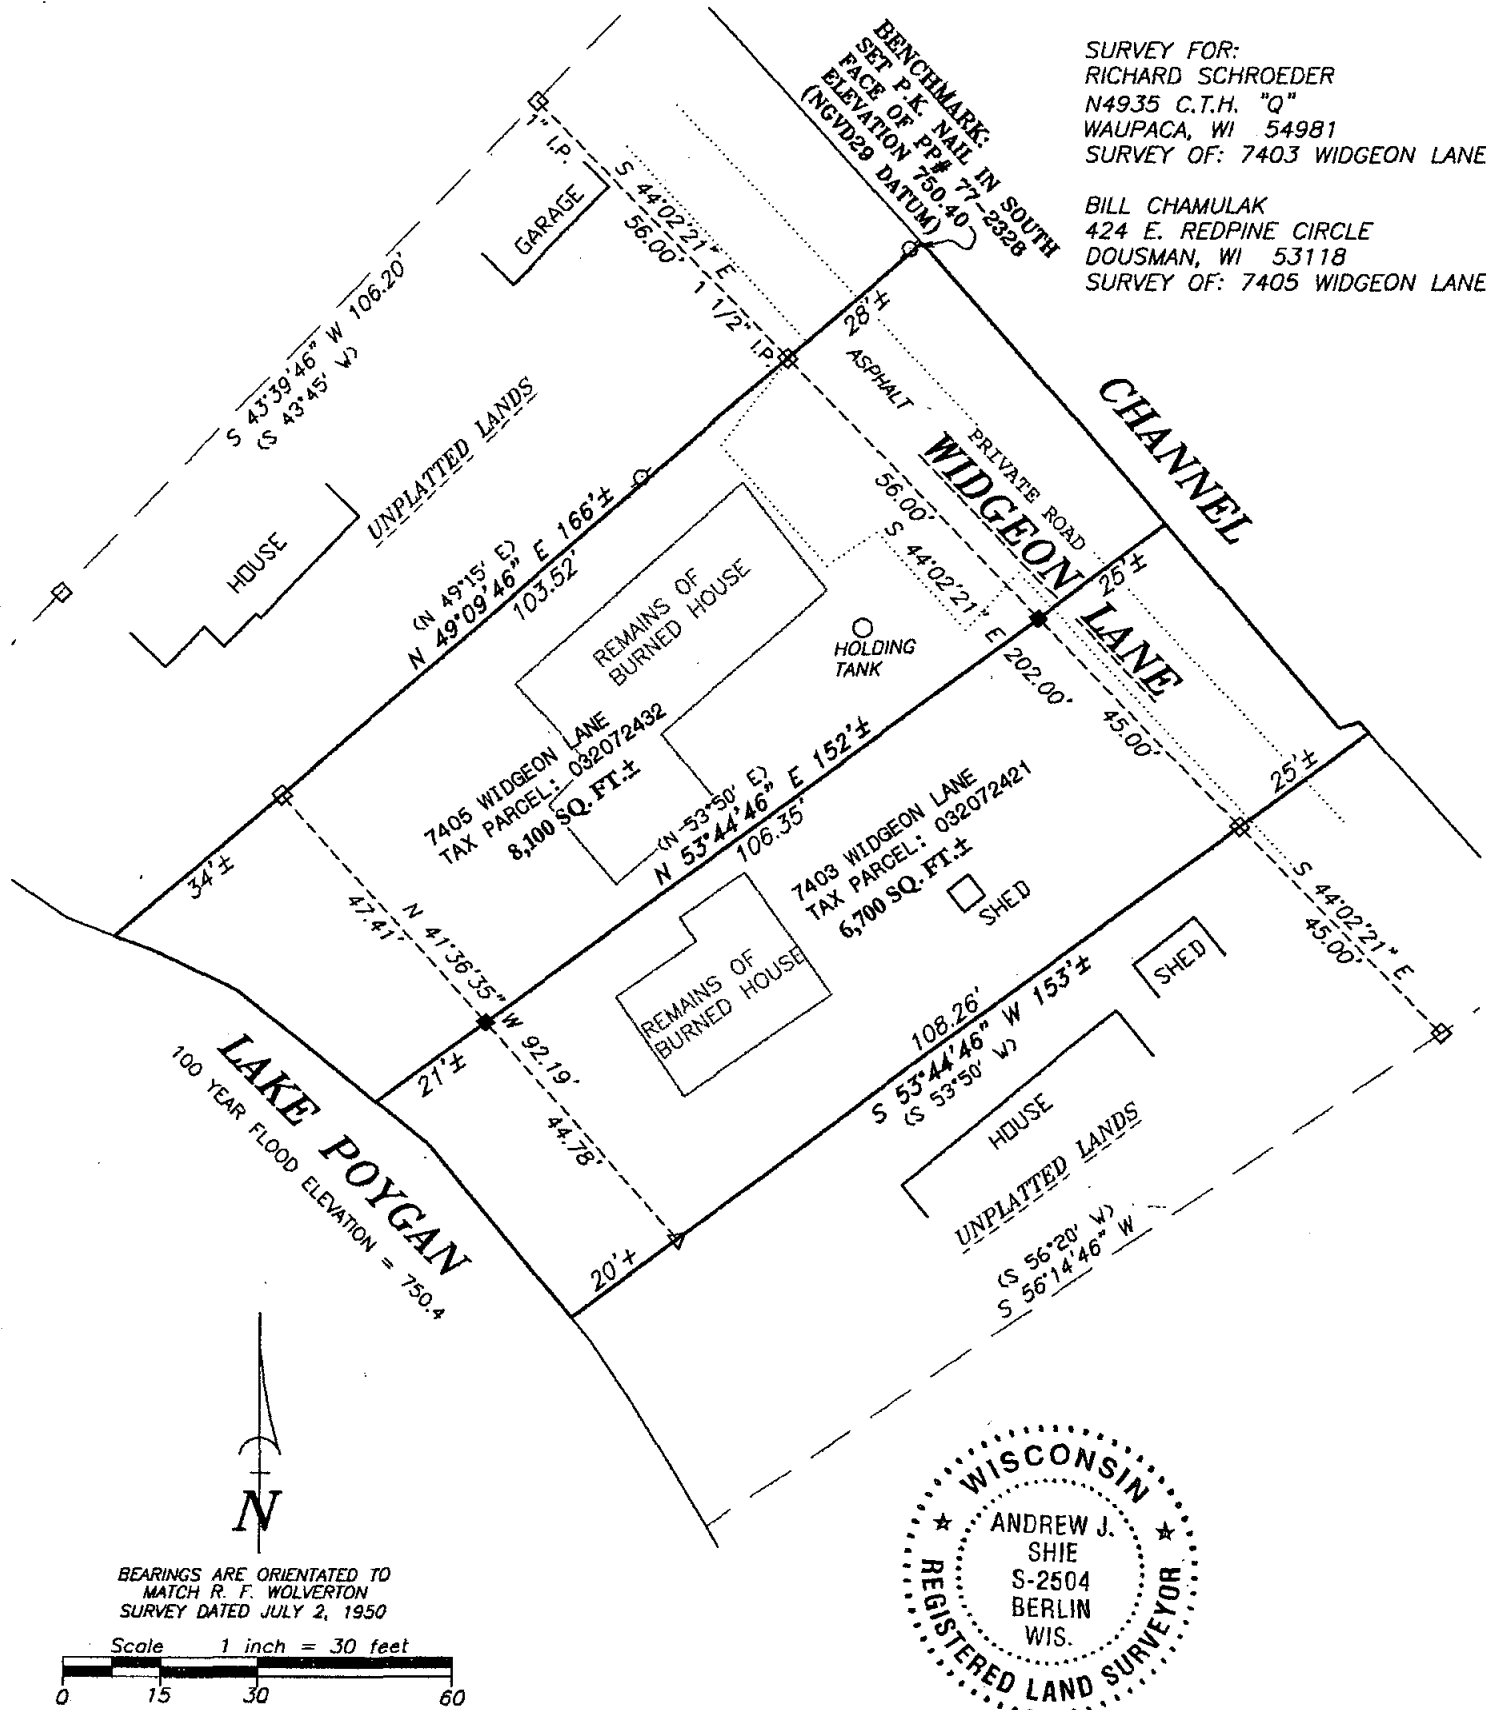 SURVEY FOR:
RICHARD SCHROEDER
N4935 C.T.H. "Q"
WAUPACA, WI 54981
SURVEY OF: 7403 WIDGEON LANE
BILL CHAMULAK
424 E. REDPINE CIRCLE
DOUSMAN, WI 53118
SURVEY OF: 7405 WIDGEON LANE
BENCHMARK:
SET P.K. NAIL IN SOUTH
FACE OF PP# 77-2328
ELEVATION 750.40
(NGVD29 DATUM)
1" I.P.
S 44°02'21" E
56.00'
1 1/2" I.P.
GARAGE
S 43°39'46" W 106.20'
(S 43°45' W)
UNPLATTED LANDS
HOUSE
28'±
ASPHALT
PRIVATE ROAD
WIDGEON LANE
CHANNEL
56.00'
S 44°02'21" E 202.00'
25'±
45.00'
25'±
S 44°02'21" E
45.00'
(N 49°15' E)
N 49°09'46" E 166'±
103.52'
REMAINS OF
BURNED HOUSE
HOLDING
TANK
7405 WIDGEON LANE
TAX PARCEL: 032072432
8,100 SQ. FT.±
(N 53°50' E)
N 53°44'46" E 152'±
106.35'
7403 WIDGEON LANE
TAX PARCEL: 032072421
6,700 SQ. FT.±
SHED
34'±
47.41'
N 41°36'35" W 92.19'
44.78'
21'±
20'±
REMAINS OF
BURNED HOUSE
108.26'
S 53°44'46" W 153'±
(S 53°50' W)
SHED
HOUSE
UNPLATTED LANDS
(S 56°20' W)
S 56°14'46" W
LAKE POYGAN
100 YEAR FLOOD ELEVATION = 750.4
N
BEARINGS ARE ORIENTATED TO
MATCH R. F. WOLVERTON
SURVEY DATED JULY 2, 1950
Scale 1 inch = 30 feet
0 15 30 60
WISCONSIN
ANDREW J.
SHIE
S-2504
BERLIN
WIS.
REGISTERED LAND SURVEYOR